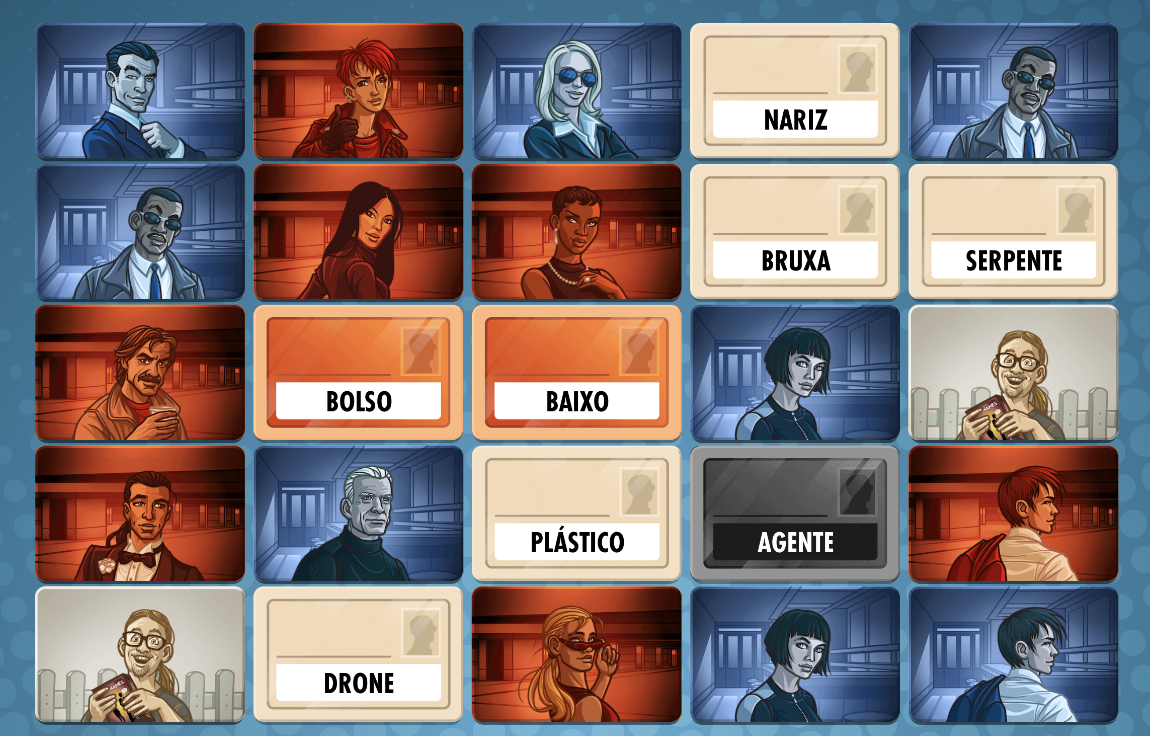 NARIZ
BRUXA
SERPENTE
BOLSO
BAIXO
PLÁSTICO
AGENTE
DRONE